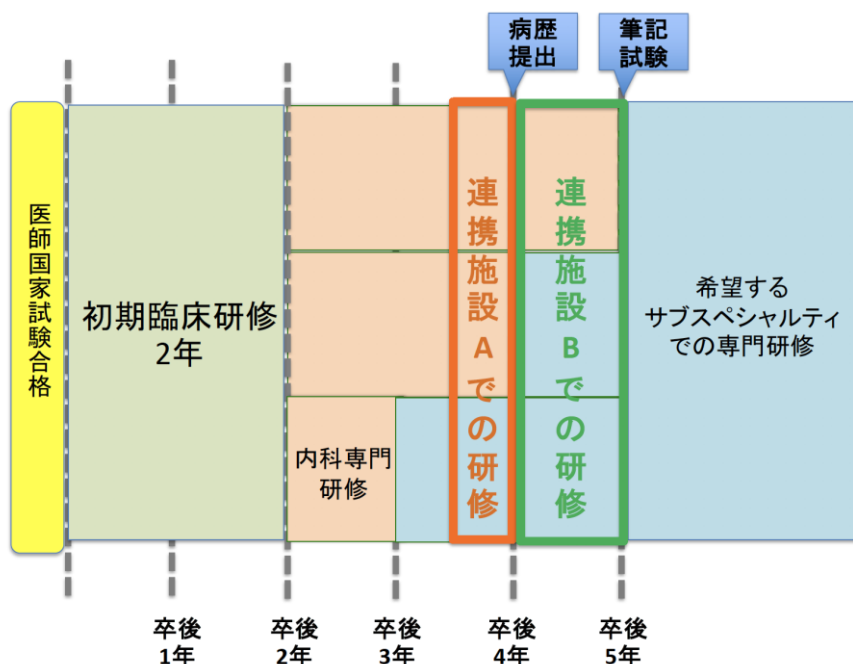 病歴
提出
筆記
試験
医師国家試験合格
初期臨床研修
2年
内科専門
研修
連携施設Aでの研修
連携施設Bでの研修
希望する
サブスペシャルティ
での専門研修
卒後
1年
卒後
2年
卒後
3年
卒後
4年
卒後
5年